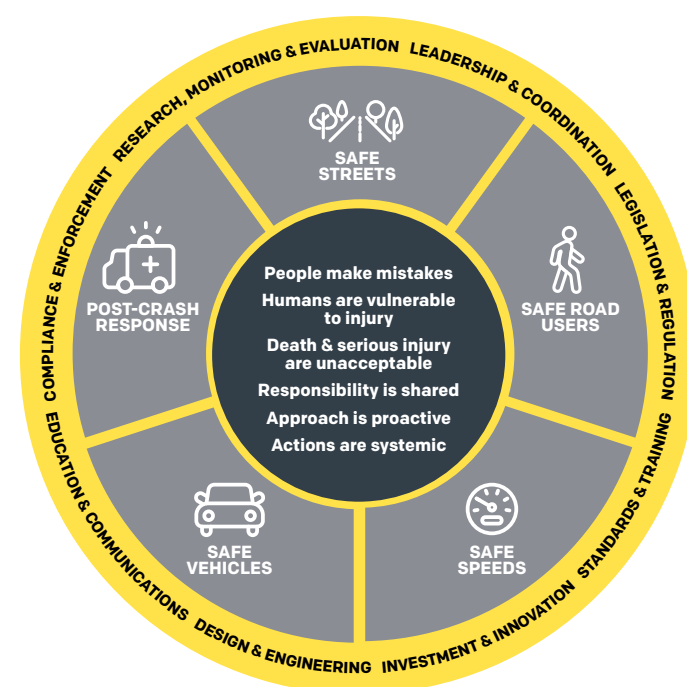 RESEARCH, MONITORING & EVALUATION
LEADERSHIP & COORDINATION
LEGISLATION & REGULATION
STANDARDS & TRAINING
INVESTMENT & INNOVATION
DESIGN & ENGINEERING
EDUCATION & COMMUNICATIONS
COMPLIANCE & ENFORCEMENT
SAFE
STREETS
SAFE ROAD
USERS
SAFE
SPEEDS
SAFE
VEHICLES
POST-CRASH
RESPONSE
People make mistakes
Humans are vulnerable
to injury
Death & serious injury
are unacceptable
Responsibility is shared
Approach is proactive
Actions are systemic